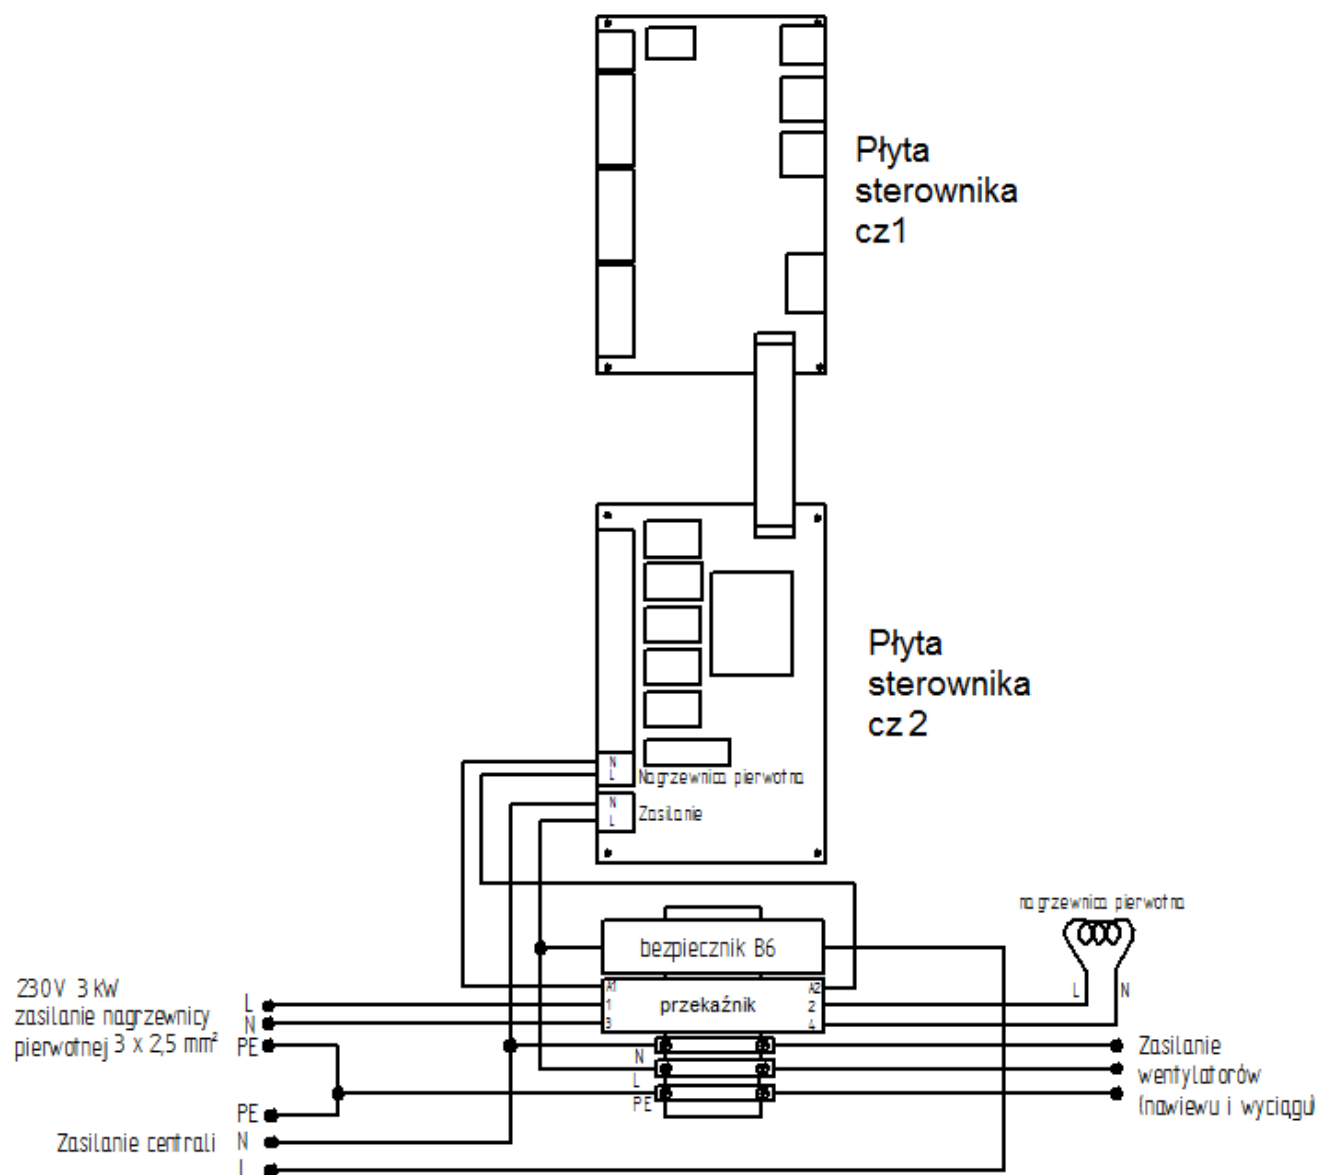 Płyta
sterownika
cz1
Płyta
sterownika
cz 2
N
L
Nagrzewnica pierwotna
N
L
Zasilanie
nagrzewnica pierwotna
L
N
bezpiecznik B6
A1
A2
1
przekaźnik
2
3
4
230V 3 kW
zasilanie nagrzewnicy
pierwotnej 3 x 2,5 mm²
L
N
PE
N
L
PE
Zasilanie
wentylatorów
(nawiewu i wyciągu)
PE
Zasilanie centrali
N
L